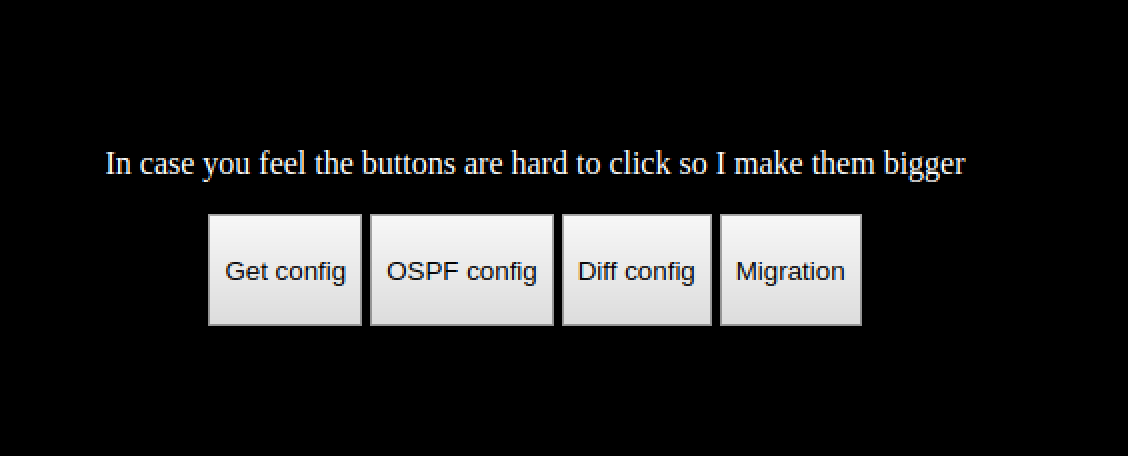 In case you feel the buttons are hard to click so I make them bigger
Get config OSPF config Diff config Migration